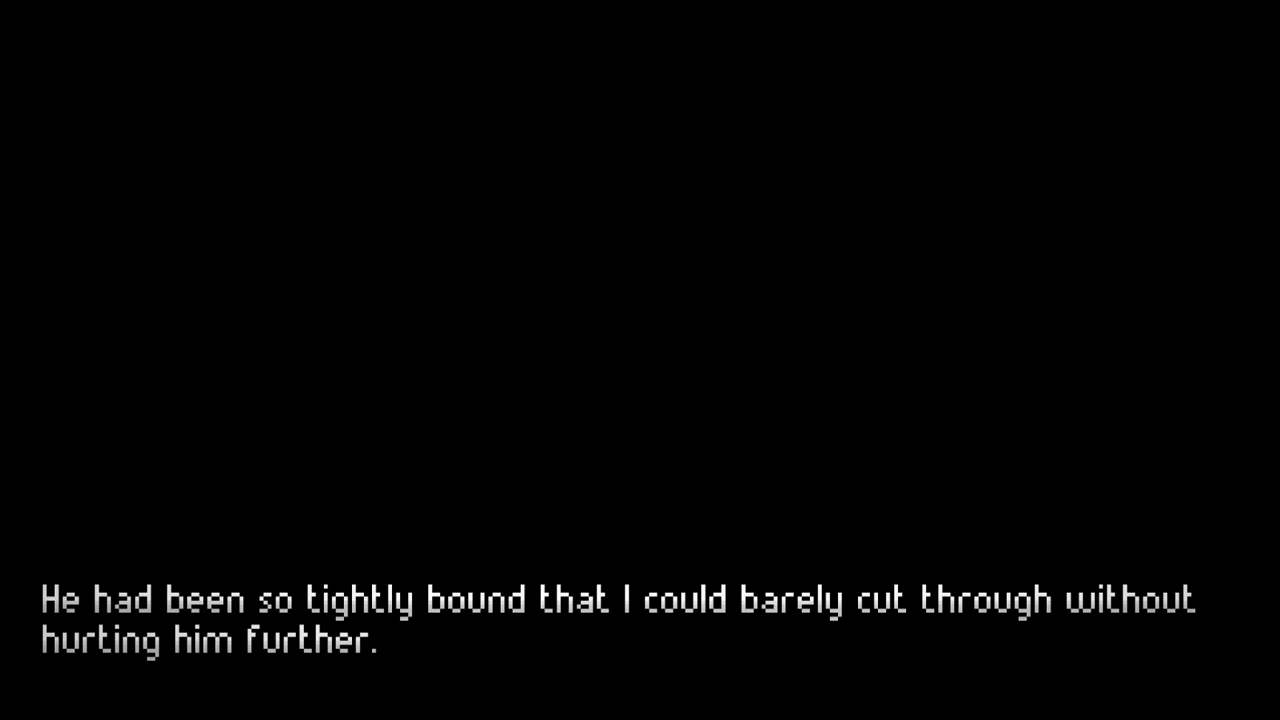 He had been so tightly bound that I could barely cut through without
hurting him further.